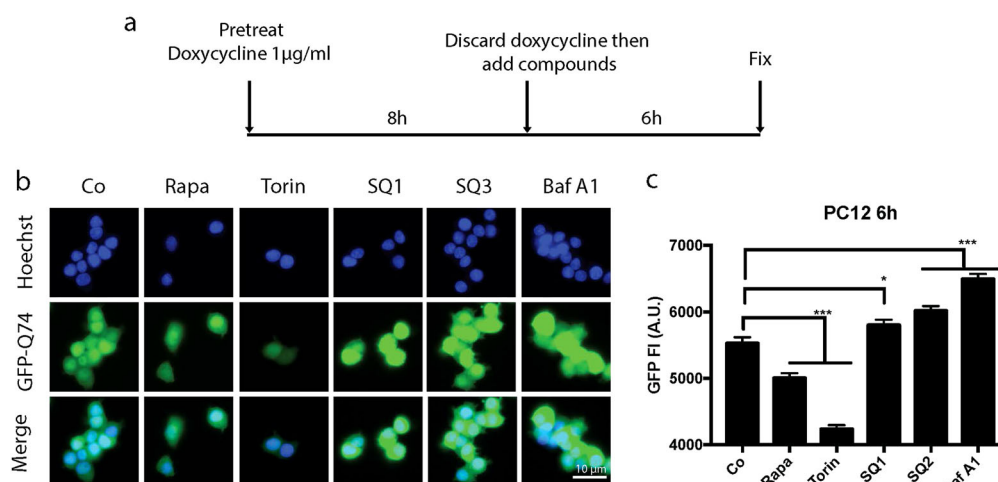 a
Pretreat
Doxycycline 1μg/ml
Discard doxycycline then
add compounds
Fix
8h
6h
b
Co
Rapa
Torin
SQ1
SQ3
Baf A1
Hoechst
GFP-Q74
Merge
10 μm
c
PC12 6h
GFP FI (A.U.)
7000
6000
5000
4000
***
*
***
Co
Rapa
Torin
SQ1
SQ2
Baf A1